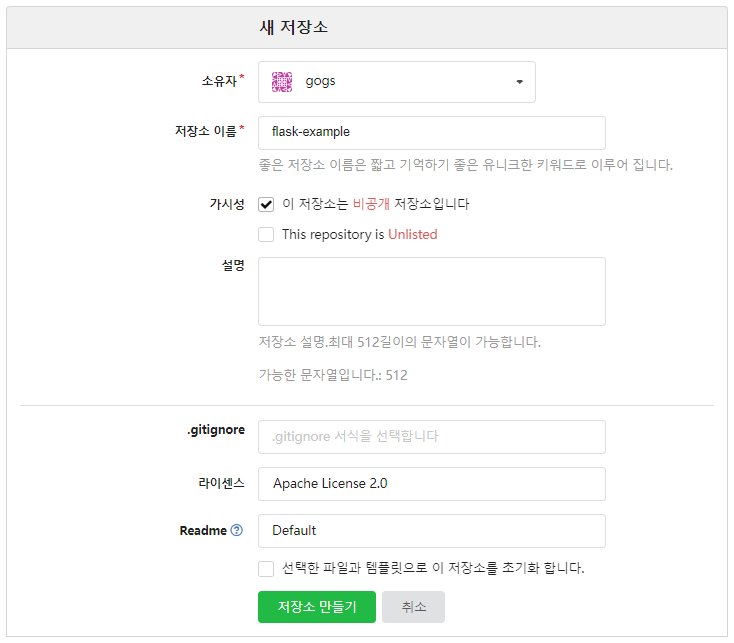 새 저장소
소유자* gogs
저장소 이름* flask-example
좋은 저장소 이름은 짧고 기억하기 좋은 유니크한 키워드로 이루어 집니다.
가시성 이 저장소는 비공개 저장소입니다
This repository is Unlisted
설명
저장소 설명.최대 512길이의 문자열이 가능합니다.
가능한 문자열입니다.: 512
.gitignore .gitignore 서식을 선택합니다
라이센스 Apache License 2.0
Readme ? Default
선택한 파일과 템플릿으로 이 저장소를 초기화 합니다.
저장소 만들기 취소